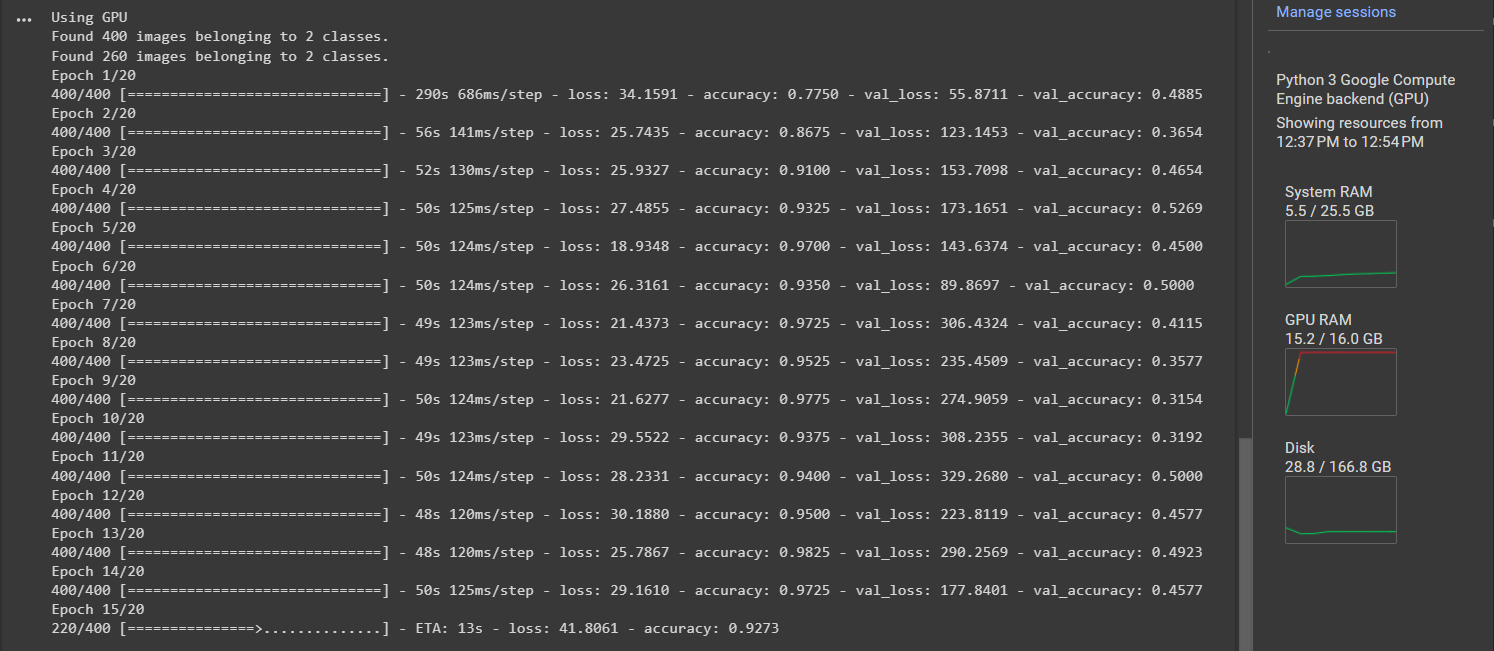 Using GPU
Found 400 images belonging to 2 classes.
Found 260 images belonging to 2 classes.
Epoch 1/20
400/400 [==============================] - 290s 686ms/step - loss: 34.1591 - accuracy: 0.7750 - val_loss: 55.8711 - val_accuracy: 0.4885
Epoch 2/20
400/400 [==============================] - 56s 141ms/step - loss: 25.7435 - accuracy: 0.8675 - val_loss: 123.1453 - val_accuracy: 0.3654
Epoch 3/20
400/400 [==============================] - 52s 130ms/step - loss: 25.9327 - accuracy: 0.9100 - val_loss: 153.7098 - val_accuracy: 0.4654
Epoch 4/20
400/400 [==============================] - 50s 125ms/step - loss: 27.4855 - accuracy: 0.9325 - val_loss: 173.1651 - val_accuracy: 0.5269
Epoch 5/20
400/400 [==============================] - 50s 124ms/step - loss: 18.9348 - accuracy: 0.9700 - val_loss: 143.6374 - val_accuracy: 0.4500
Epoch 6/20
400/400 [==============================] - 50s 124ms/step - loss: 26.3161 - accuracy: 0.9350 - val_loss: 89.8697 - val_accuracy: 0.5000
Epoch 7/20
400/400 [==============================] - 49s 123ms/step - loss: 21.4373 - accuracy: 0.9725 - val_loss: 306.4324 - val_accuracy: 0.4115
Epoch 8/20
400/400 [==============================] - 49s 123ms/step - loss: 23.4725 - accuracy: 0.9525 - val_loss: 235.4509 - val_accuracy: 0.3577
Epoch 9/20
400/400 [==============================] - 50s 124ms/step - loss: 21.6277 - accuracy: 0.9775 - val_loss: 274.9059 - val_accuracy: 0.3154
Epoch 10/20
400/400 [==============================] - 49s 123ms/step - loss: 29.5522 - accuracy: 0.9375 - val_loss: 308.2355 - val_accuracy: 0.3192
Epoch 11/20
400/400 [==============================] - 50s 124ms/step - loss: 28.2331 - accuracy: 0.9400 - val_loss: 329.2680 - val_accuracy: 0.5000
Epoch 12/20
400/400 [==============================] - 48s 120ms/step - loss: 30.1880 - accuracy: 0.9500 - val_loss: 223.8119 - val_accuracy: 0.4577
Epoch 13/20
400/400 [==============================] - 48s 120ms/step - loss: 25.7867 - accuracy: 0.9825 - val_loss: 290.2569 - val_accuracy: 0.4923
Epoch 14/20
400/400 [==============================] - 50s 125ms/step - loss: 29.1610 - accuracy: 0.9725 - val_loss: 177.8401 - val_accuracy: 0.4577
Epoch 15/20
220/400 [===============>..............] - ETA: 13s - loss: 41.8061 - accuracy: 0.9273
Manage sessions
Python 3 Google Compute
Engine backend (GPU)
Showing resources from
12:37 PM to 12:54 PM
System RAM
5.5 / 25.5 GB
GPU RAM
15.2 / 16.0 GB
Disk
28.8 / 166.8 GB